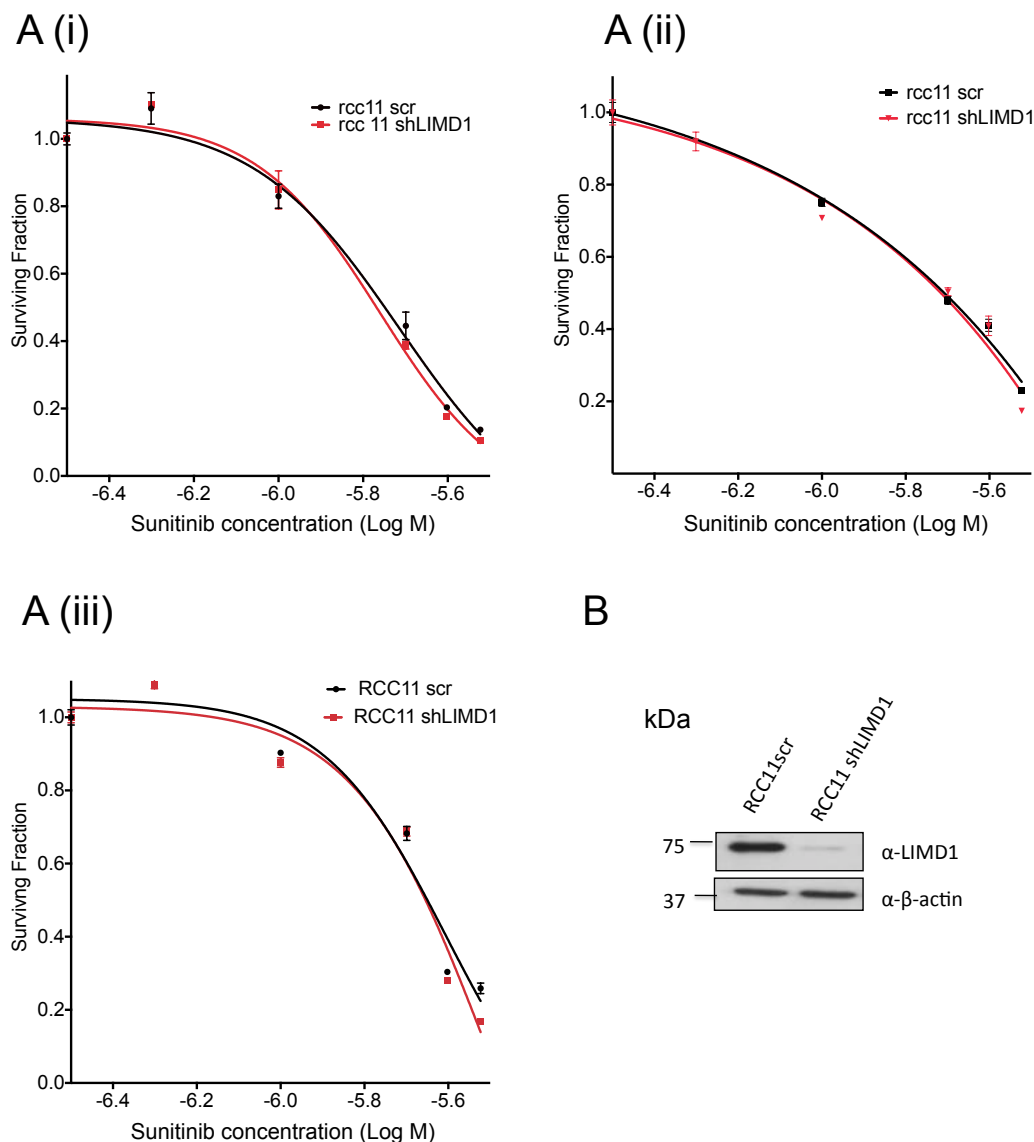 A (i)
rcc11 scr
rcc 11 shLIMD1
Surviving Fraction
1.0
0.8
0.6
0.4
0.2
0.0
-6.4 -6.2 -6.0 -5.8 -5.6
Sunitinib concentration (Log M)
A (ii)
rcc11 scr
rcc11 shLIMD1
Surviving Fraction
1.0
0.8
0.6
0.4
0.2
-6.4 -6.2 -6.0 -5.8 -5.6
Sunitinib concentration (Log M)
A (iii)
RCC11 scr
RCC11 shLIMD1
Survivng Fraction
1.0
0.8
0.6
0.4
0.2
0.0
-6.4 -6.2 -6.0 -5.8 -5.6
Sunitinib concentration (Log M)
B
kDa
RCC11scr
RCC11 shLIMD1
75
α-LIMD1
37
α-β-actin